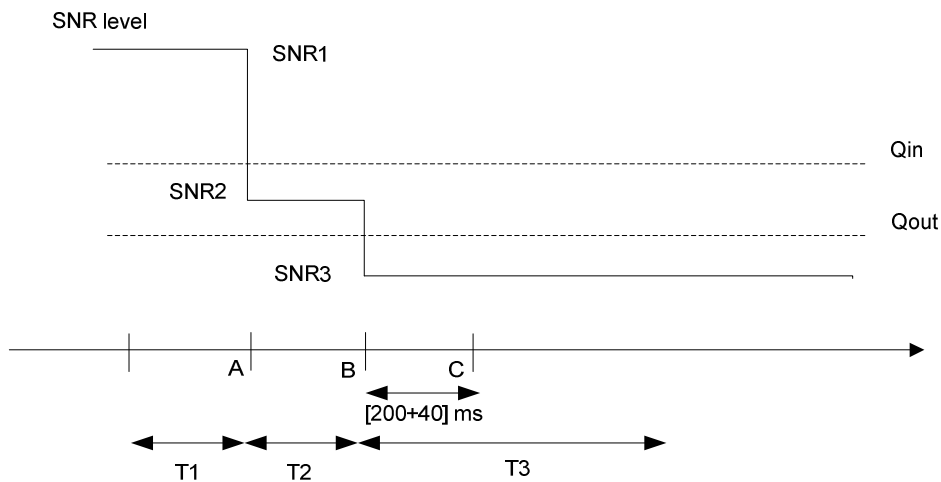 SNR level
SNR1
Qin
SNR2
Qout
SNR3
A
B
C
[200+40] ms
T1
T2
T3